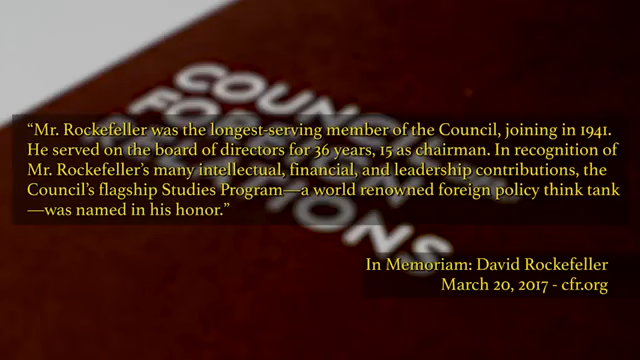 COUNCIL
FOREIGN
RELATIONS
“Mr. Rockefeller was the longest-serving member of the Council, joining in 1941.
He served on the board of directors for 36 years, 15 as chairman. In recognition of
Mr. Rockefeller’s many intellectual, financial, and leadership contributions, the
Council’s flagship Studies Program—a world renowned foreign policy think tank
—was named in his honor.”
In Memoriam: David Rockefeller
March 20, 2017 - cfr.org